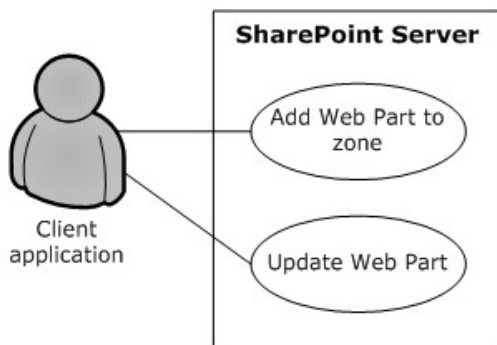 SharePoint Server
Add Web Part to
zone
Client
application
Update Web Part